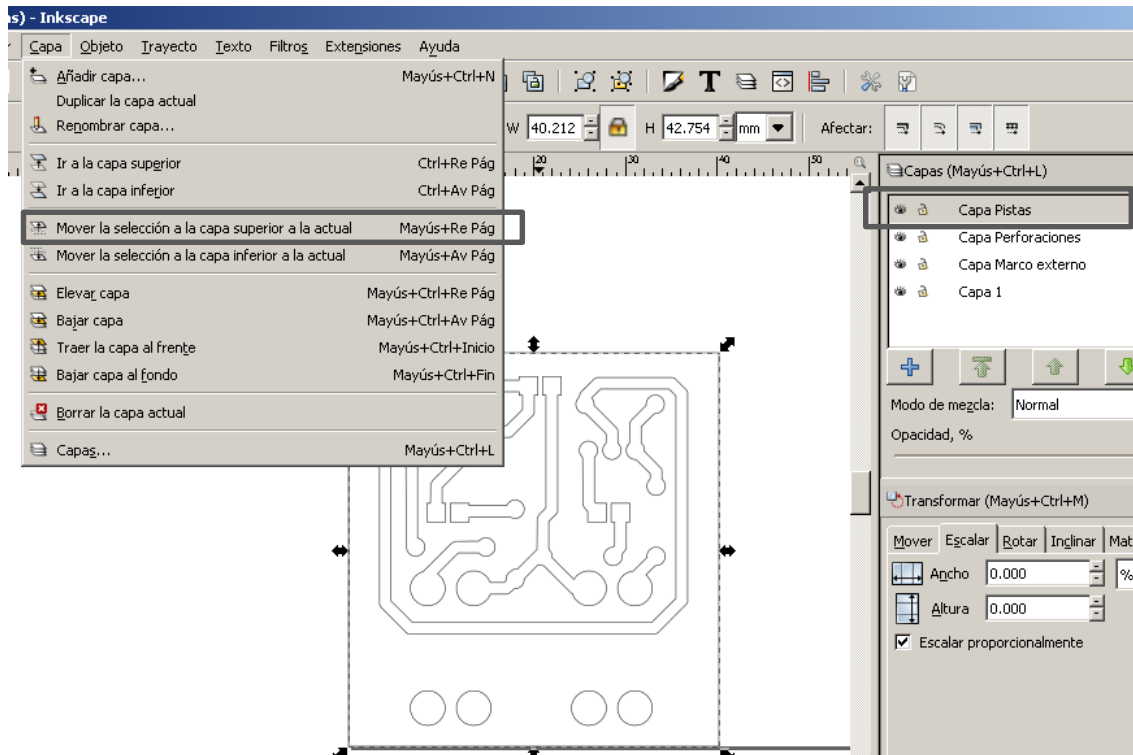 as) - Inkscape
Capa Objeto Trayecto Texto Filtros Extensiones Ayuda
Añadir capa... Mayús+Ctrl+N
Duplicar la capa actual
Renombrar capa...
Ir a la capa superior Ctrl+Re Pág
Ir a la capa inferior Ctrl+Av Pág
Mover la selección a la capa superior a la actual Mayús+Re Pág
Mover la selección a la capa inferior a la actual Mayús+Av Pág
Elevar capa Mayús+Ctrl+Re Pág
Bajar capa Mayús+Ctrl+Av Pág
Traer la capa al frente Mayús+Ctrl+Inicio
Bajar capa al fondo Mayús+Ctrl+Fin
Borrar la capa actual
Capas... Mayús+Ctrl+L
W 40.212 H 42.754 mm Afectar:
20 30 40 50
Capas (Mayús+Ctrl+L)
Capa Pistas
Capa Perforaciones
Capa Marco externo
Capa 1
Modo de mezcla: Normal
Opacidad, %
Transformar (Mayús+Ctrl+M)
Mover Escalar Rotar Inclinar Mat
Ancho 0.000 %
Altura 0.000
Escalar proporcionalmente